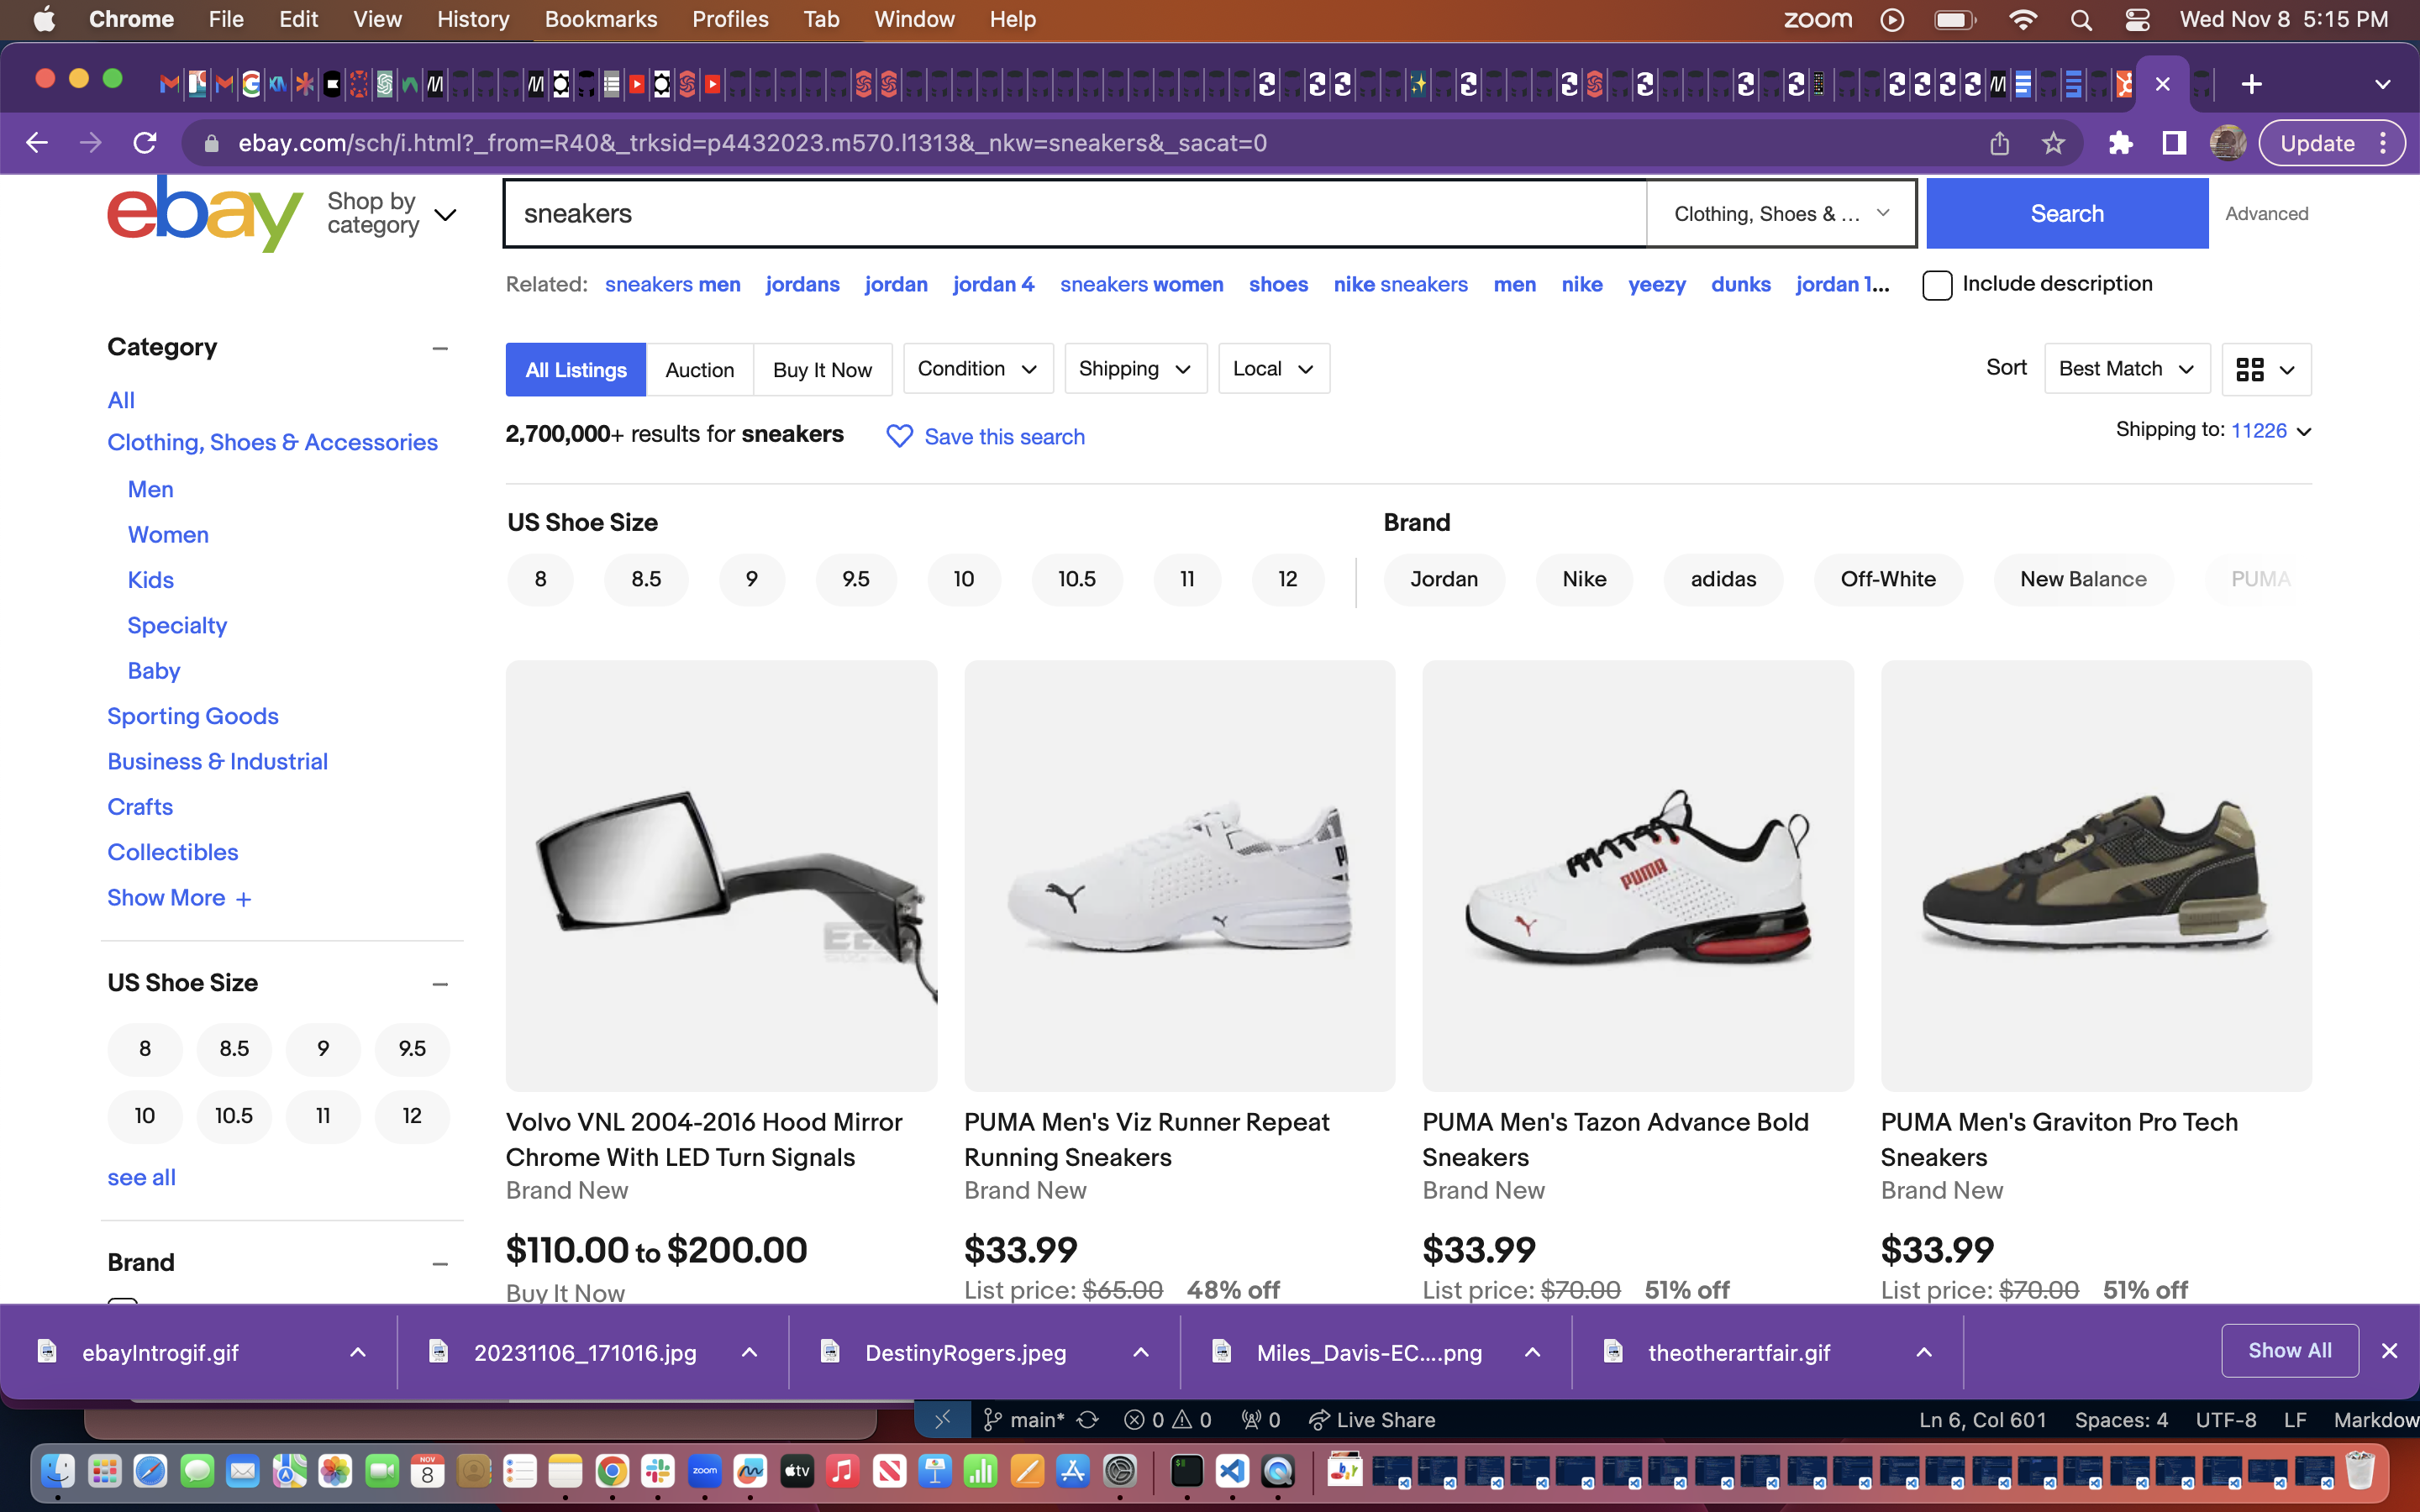 Chrome File Edit View History Bookmarks Profiles Tab Window Help zoom Wed Nov 8 5:15 PM
ebay.com/sch/i.html?_from=R40&_trksid=p4432023.m570.l1313&_nkw=sneakers&_sacat=0 Update
ebay Shop by category sneakers Clothing, Shoes & ... Search Advanced
Related: sneakers men jordans jordan jordan 4 sneakers women shoes nike sneakers men nike yeezy dunks jordan 1... Include description
Category
All
Clothing, Shoes & Accessories
Men
Women
Kids
Specialty
Baby
Sporting Goods
Business & Industrial
Crafts
Collectibles
Show More +
US Shoe Size
8 8.5 9 9.5
10 10.5 11 12
see all
Brand
All Listings Auction Buy It Now Condition Shipping Local Sort Best Match
2,700,000+ results for sneakers Save this search Shipping to: 11226
US Shoe Size Brand
8 8.5 9 9.5 10 10.5 11 12 Jordan Nike adidas Off-White New Balance PUMA
PUMA
Volvo VNL 2004-2016 Hood Mirror
Chrome With LED Turn Signals
Brand New
$110.00 to $200.00
Buy It Now
PUMA Men's Viz Runner Repeat
Running Sneakers
Brand New
$33.99
List price: $65.00 48% off
PUMA Men's Tazon Advance Bold
Sneakers
Brand New
$33.99
List price: $70.00 51% off
PUMA Men's Graviton Pro Tech
Sneakers
Brand New
$33.99
List price: $70.00 51% off
ebayIntrogif.gif 20231106_171016.jpg DestinyRogers.jpeg Miles_Davis-EC....png theotherartfair.gif Show All
main* 0 0 0 Live Share Ln 6, Col 601 Spaces: 4 UTF-8 LF Markdow
NOV 8 zoom tv